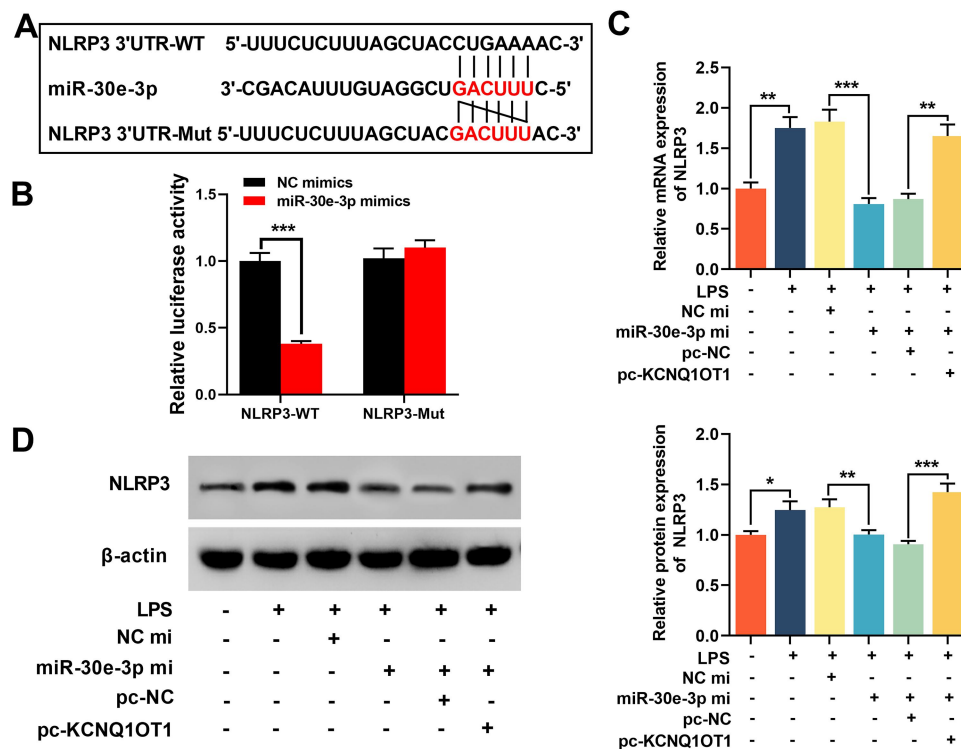 A
NLRP3 3'UTR-WT 5'-UUUCUCUUUAGCUACCUGAAAAC-3'
miR-30e-3p 3'-CGACAUUUGUAGGCUGACUUUC-5'
NLRP3 3'UTR-Mut 5'-UUUCUCUUUAGCUACGACUUUAC-3'
B
NC mimics
miR-30e-3p mimics
Relative luciferase activity
1.5
1.0
0.5
0.0
***
NLRP3-WT NLRP3-Mut
C
Relative mRNA expression
of NLRP3
2.5
2.0
1.5
1.0
0.5
0.0
** *** **
LPS - + + + + +
NC mi - - + - - -
miR-30e-3p mi - - - + + +
pc-NC - - - - + -
pc-KCNQ1OT1 - - - - - +
D
NLRP3
β-actin
LPS - + + + + +
NC mi - - + - - -
miR-30e-3p mi - - - + + +
pc-NC - - - - + -
pc-KCNQ1OT1 - - - - - +
Relative protein expression
of NLRP3
2.0
1.5
1.0
0.5
0.0
* ** ***
LPS - + + + + +
NC mi - - + - - -
miR-30e-3p mi - - - + + +
pc-NC - - - - + -
pc-KCNQ1OT1 - - - - - +